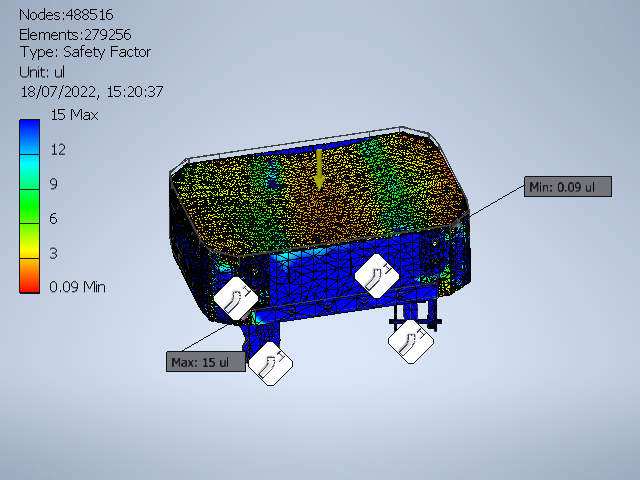 Nodes:488516
Elements:279256
Type: Safety Factor
Unit: ul
18/07/2022, 15:20:37
15 Max
12
9
6
3
0.09 Min
Min: 0.09 ul
Max: 15 ul